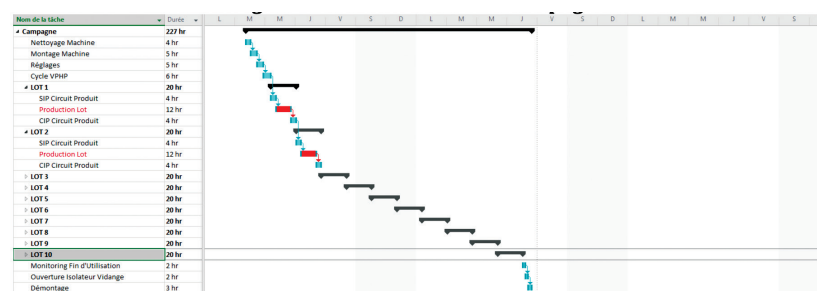 Nom de la tâche Durée L M M J V S D L M M J V S D L M M J V S
Campagne 227 hr
Nettoyage Machine 4 hr
Montage Machine 5 hr
Réglages 5 hr
Cycle VPHP 6 hr
LOT 1 20 hr
SIP Circuit Produit 4 hr
Production Lot 12 hr
CIP Circuit Produit 4 hr
LOT 2 20 hr
SIP Circuit Produit 4 hr
Production Lot 12 hr
CIP Circuit Produit 4 hr
LOT 3 20 hr
LOT 4 20 hr
LOT 5 20 hr
LOT 6 20 hr
LOT 7 20 hr
LOT 8 20 hr
LOT 9 20 hr
LOT 10 20 hr
Monitoring Fin d'Utilisation 2 hr
Ouverture Isolateur Vidange 2 hr
Démontage 3 hr